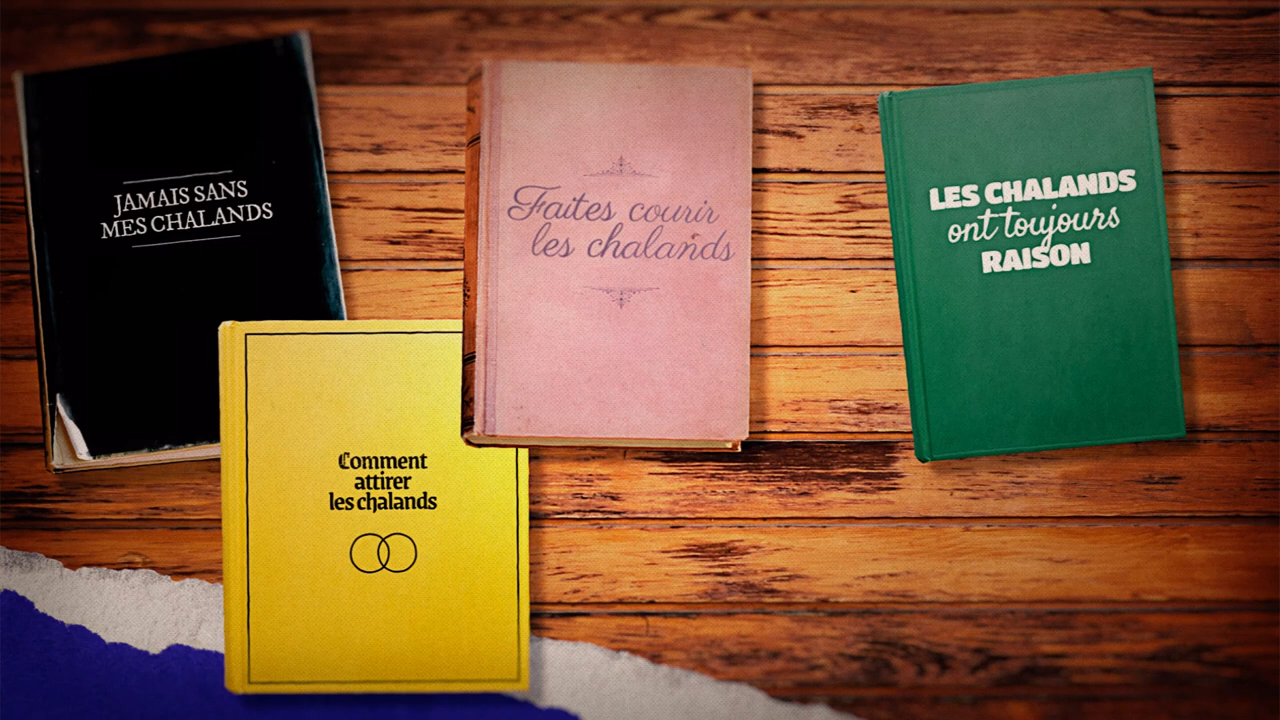 JAMAIS SANS
MES CHALANDS
Faites courir
les chalands
LES CHALANDS
ont toujours
RAISON
Comment
attirer
les chalands